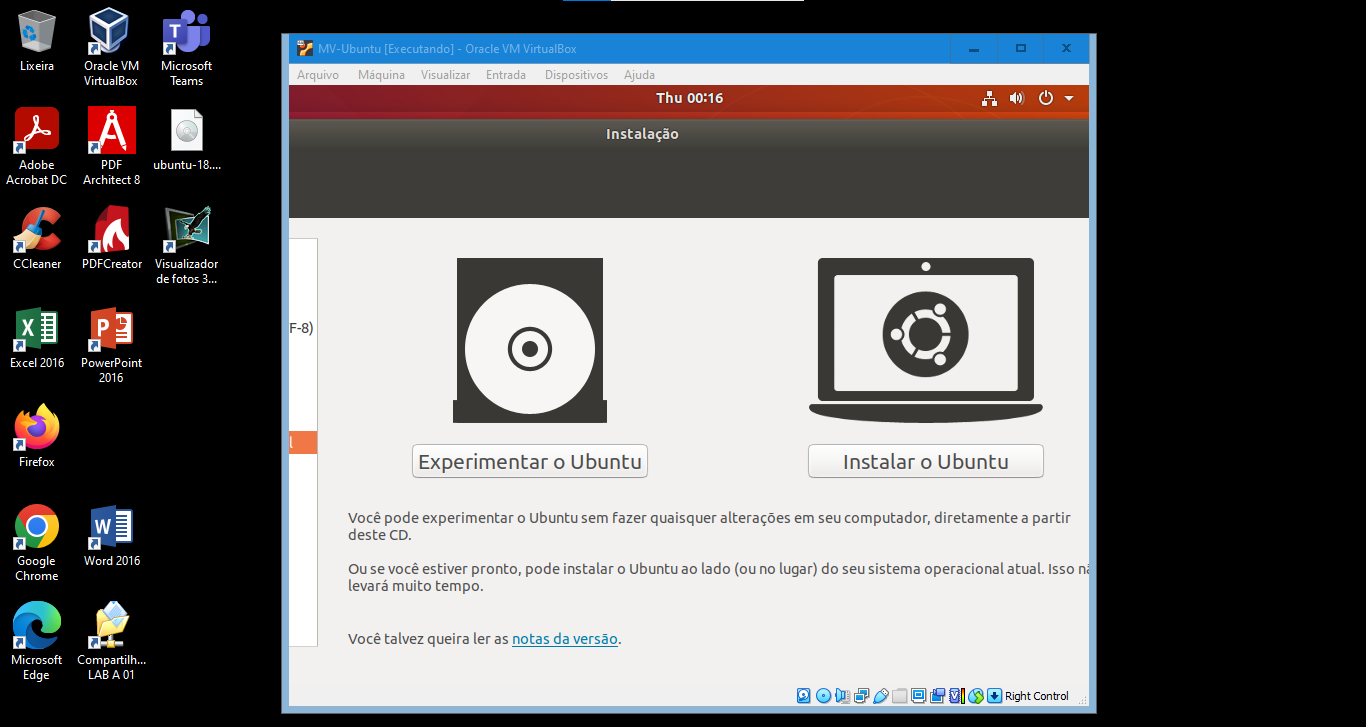 Lixeira
Oracle VM
VirtualBox
Microsoft
Teams
Adobe
Acrobat DC
PDF
Architect 8
ubuntu-18....
CCleaner
PDFCreator
Visualizador
de fotos 3...
Excel 2016
PowerPoint
2016
Firefox
Google
Chrome
Word 2016
Microsoft
Edge
Compartilh...
LAB A 01
MV-Ubuntu [Executando] - Oracle VM VirtualBox
Arquivo Máquina Visualizar Entrada Dispositivos Ajuda
Thu 00:16
Instalação
F-8)
Experimentar o Ubuntu
Instalar o Ubuntu
Você pode experimentar o Ubuntu sem fazer quaisquer alterações em seu computador, diretamente a partir
deste CD.
Ou se você estiver pronto, pode instalar o Ubuntu ao lado (ou no lugar) do seu sistema operacional atual. Isso nã
levará muito tempo.
Você talvez queira ler as notas da versão.
Right Control